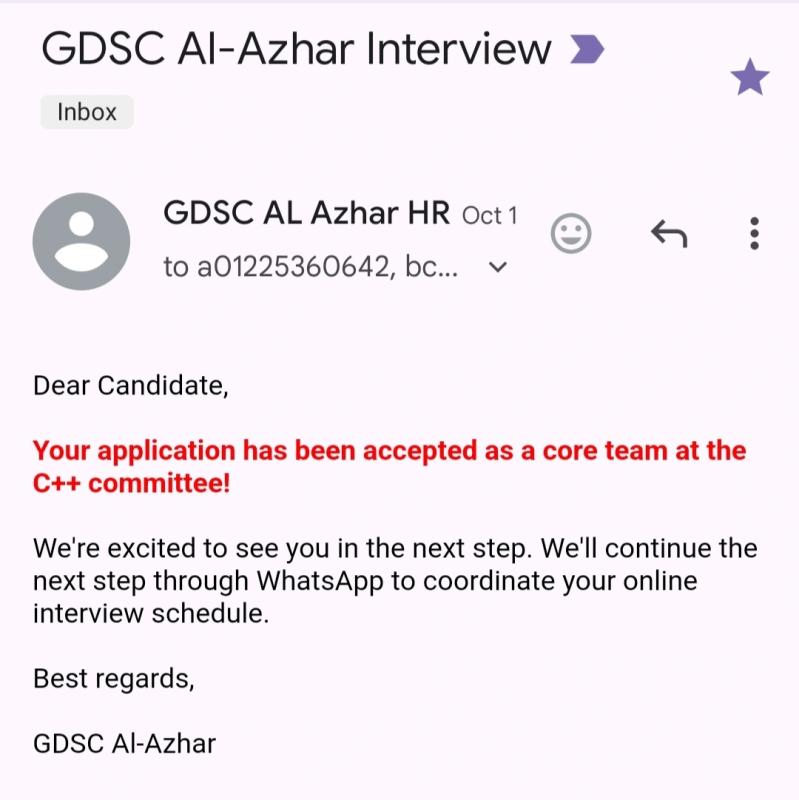 GDSC Al-Azhar Interview
Inbox
GDSC AL Azhar HR Oct 1
to a01225360642, bc...
Dear Candidate,
Your application has been accepted as a core team at the
C++ committee!
We're excited to see you in the next step. We'll continue the
next step through WhatsApp to coordinate your online
interview schedule.
Best regards,
GDSC Al-Azhar